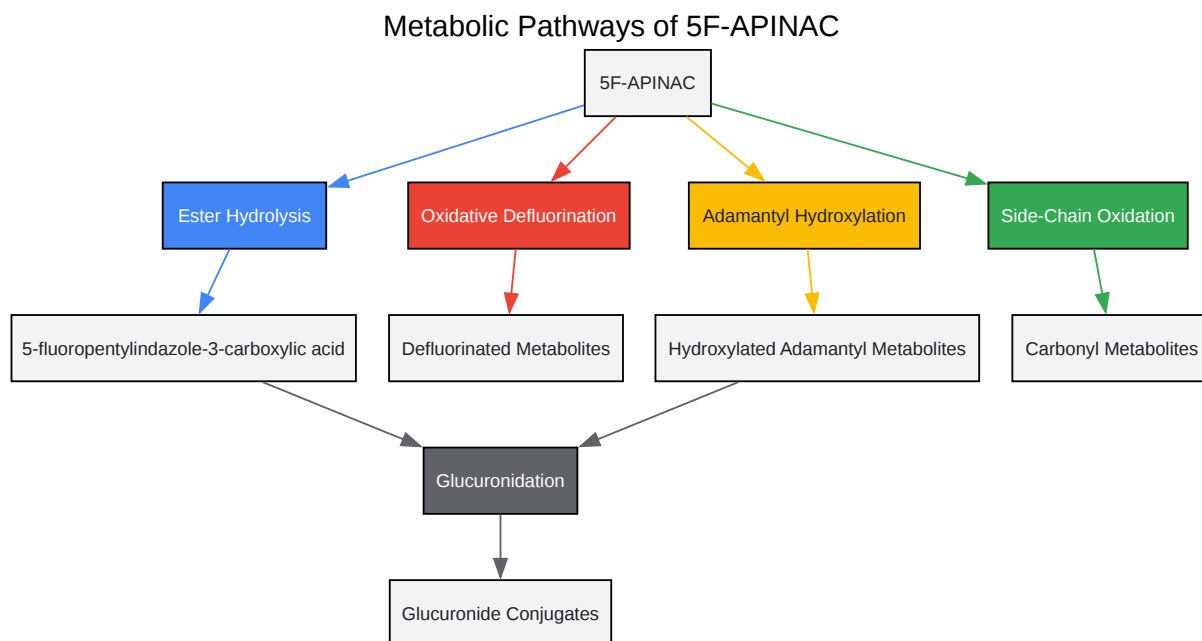 Metabolic Pathways of 5F-APINAC
5F-APINAC
Ester Hydrolysis
Oxidative Defluorination
Adamantyl Hydroxylation
Side-Chain Oxidation
5-fluoropentylindazole-3-carboxylic acid
Defluorinated Metabolites
Hydroxylated Adamantyl Metabolites
Carbonyl Metabolites
Glucuronidation
Glucuronide Conjugates